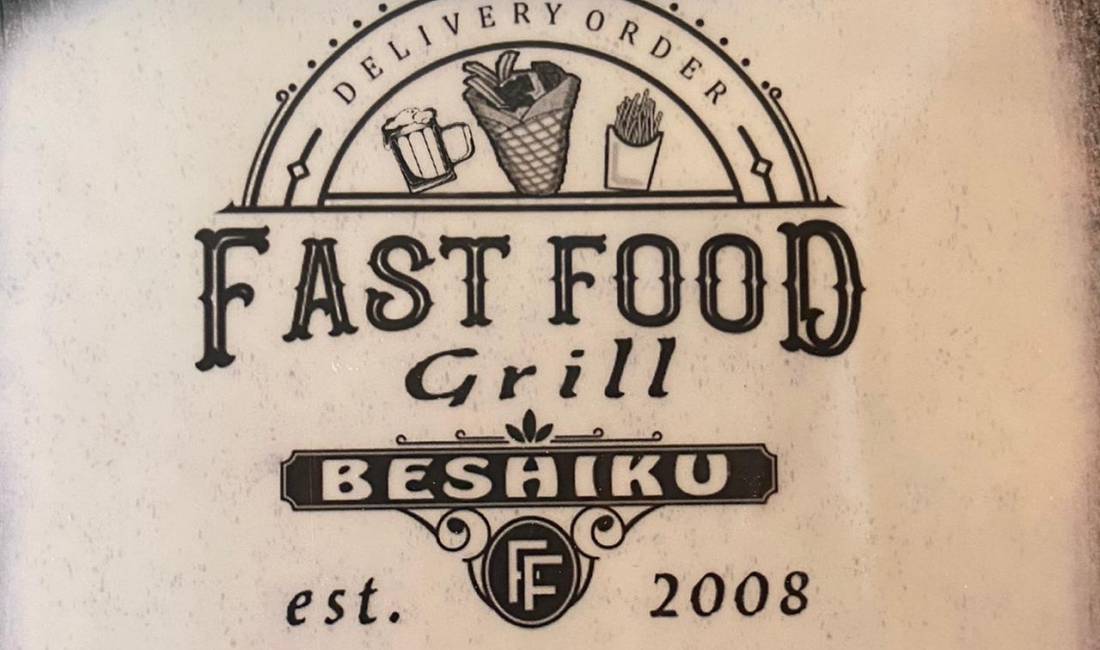 DELIVERY ORDER
FAST FOOD
Grill
BESHIKU
FF
est. 2008